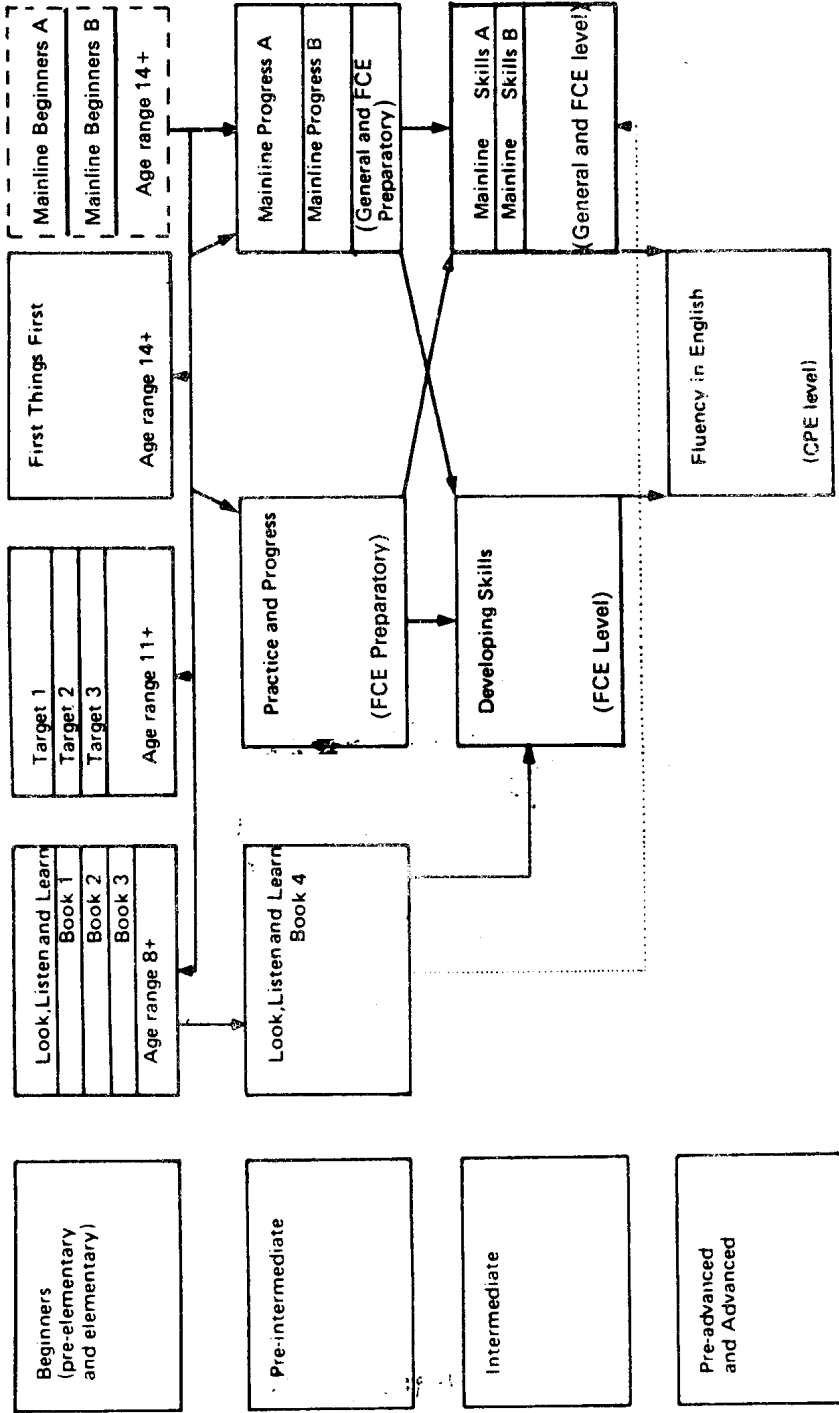 Beginners
(pre-elementary
and elementary)
Look, Listen and Learn
Book 1
Book 2
Book 3
Age range 8+
Target 1
Target 2
Target 3
Age range 11+
First Things First
Age range 14+
Mainline Beginners A
Mainline Beginners B
Age range 14+
Pre-intermediate
Look, Listen and Learn
Book 4
Practice and Progress
(FCE Preparatory)
Mainline Progress A
Mainline Progress B
(General and FCE
Preparatory)
Intermediate
Developing Skills
(FCE Level)
Mainline Skills A
Mainline Skills B
(General and FCE level)
Pre-advanced
and Advanced
Fluency in English
(CPE level)